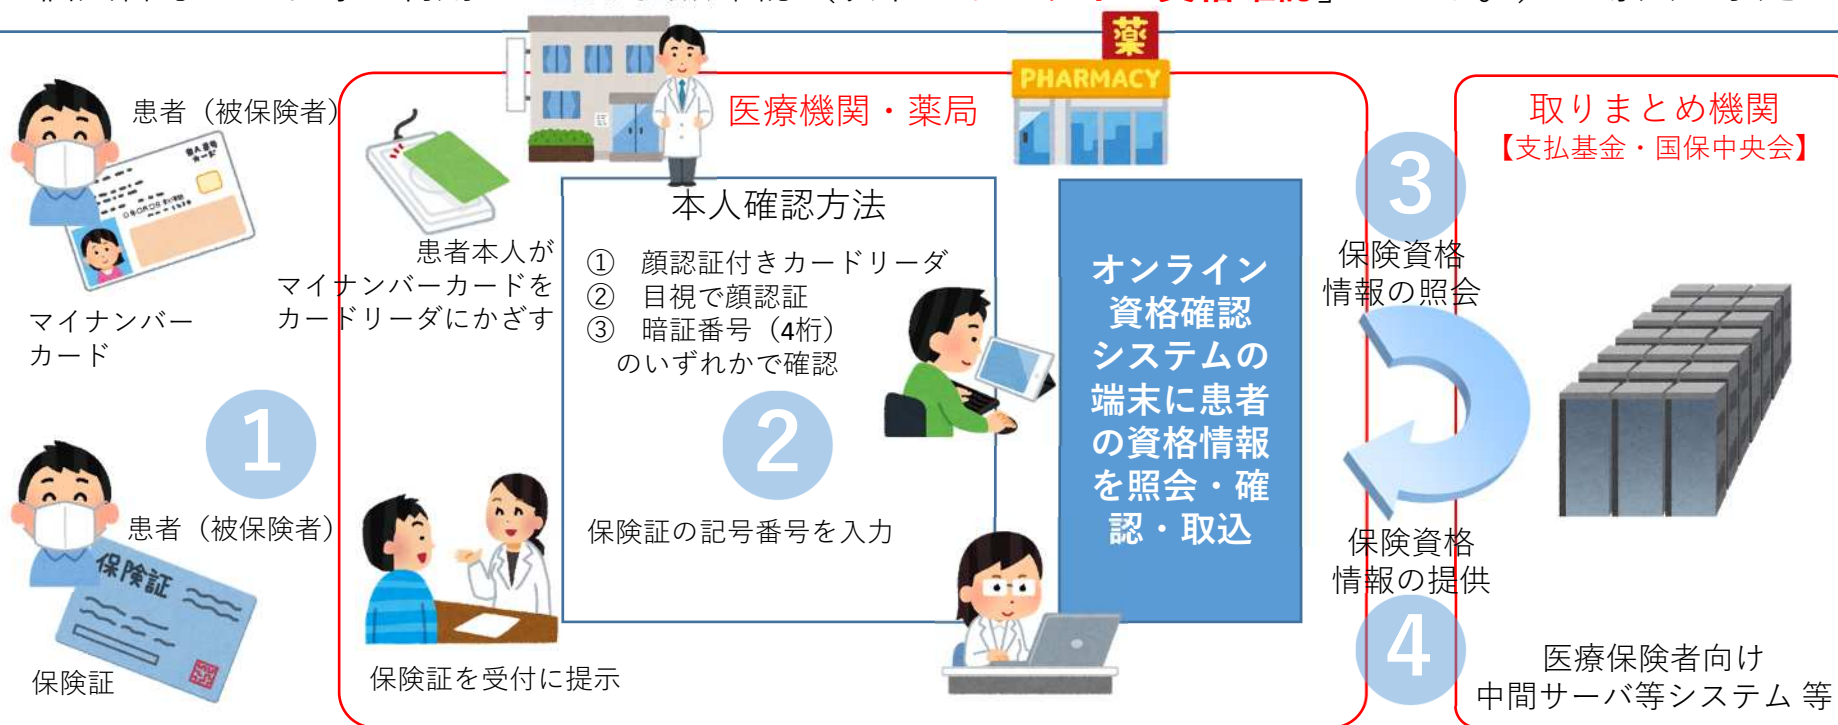 資格確認」
薬
PHARMACY
患者（被保険者）
マイナンバー
カード
患者（被保険者）
保険証
保険証
1
医療機関・薬局
患者本人が
マイナンバーカードを
カードリーダにかざす
保険証を受付に提示
本人確認方法
① 顔認証付きカードリーダ
② 目視で顔認証
③ 暗証番号（4桁）
のいずれかで確認
2
保険証の記号番号を入力
オンライン
資格確認
システムの
端末に患者
の資格情報
を照会・確
認・取込
3
保険資格
情報の照会
保険資格
情報の提供
4
取りまとめ機関
【支払基金・国保中央会】
医療保険者向け
中間サーバ等システム 等